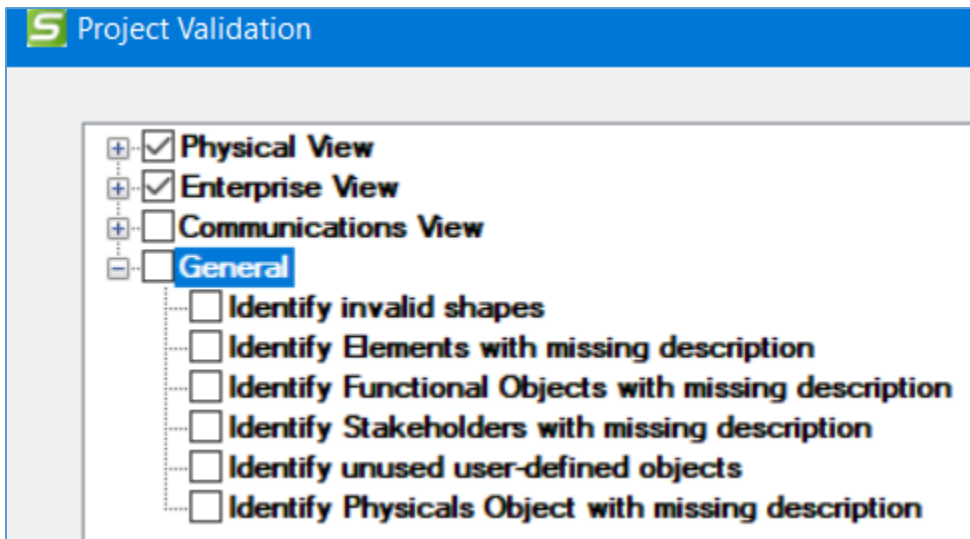 S Project Validation
Physical View
Enterprise View
Communications View
General
Identify invalid shapes
Identify Elements with missing description
Identify Functional Objects with missing description
Identify Stakeholders with missing description
Identify unused user-defined objects
Identify Physicals Object with missing description